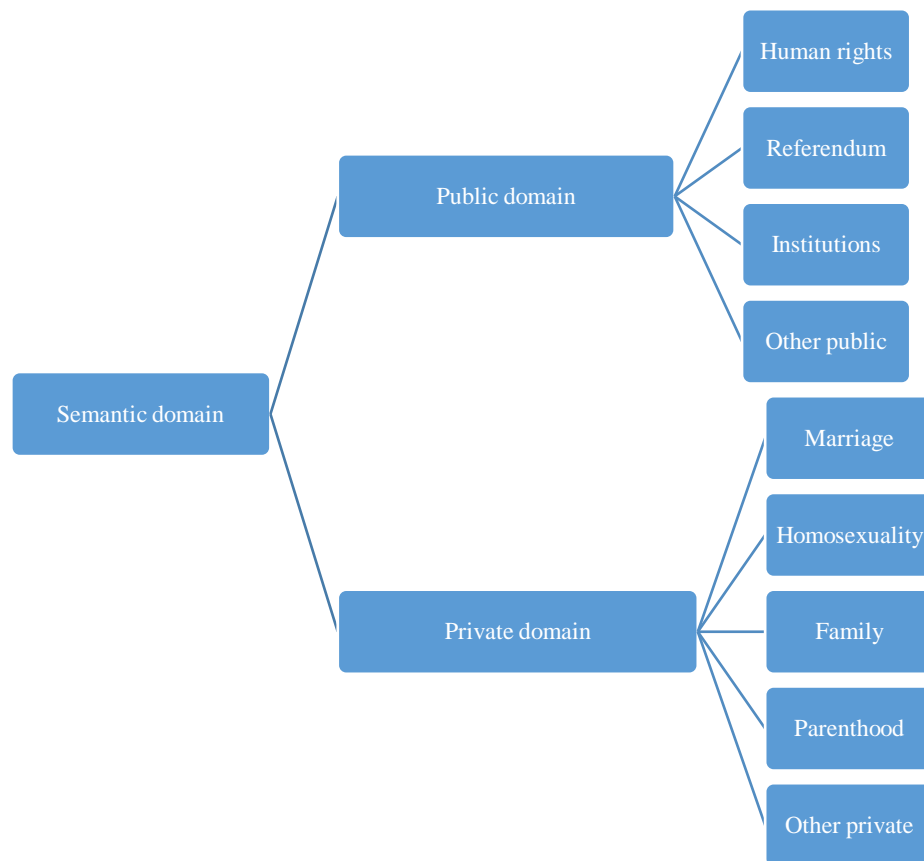 Human rights
Referendum
Public domain
Institutions
Other public
Semantic domain
Marriage
Homosexuality
Private domain
Family
Parenthood
Other private